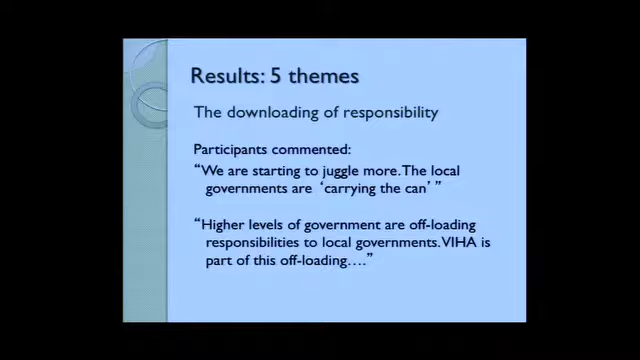 Results: 5 themes
The downloading of responsibility
Participants commented:
“We are starting to juggle more. The local
governments are ‘carrying the can’ ”
“Higher levels of government are off-loading
responsibilities to local governments. VIHA is
part of this off-loading….”